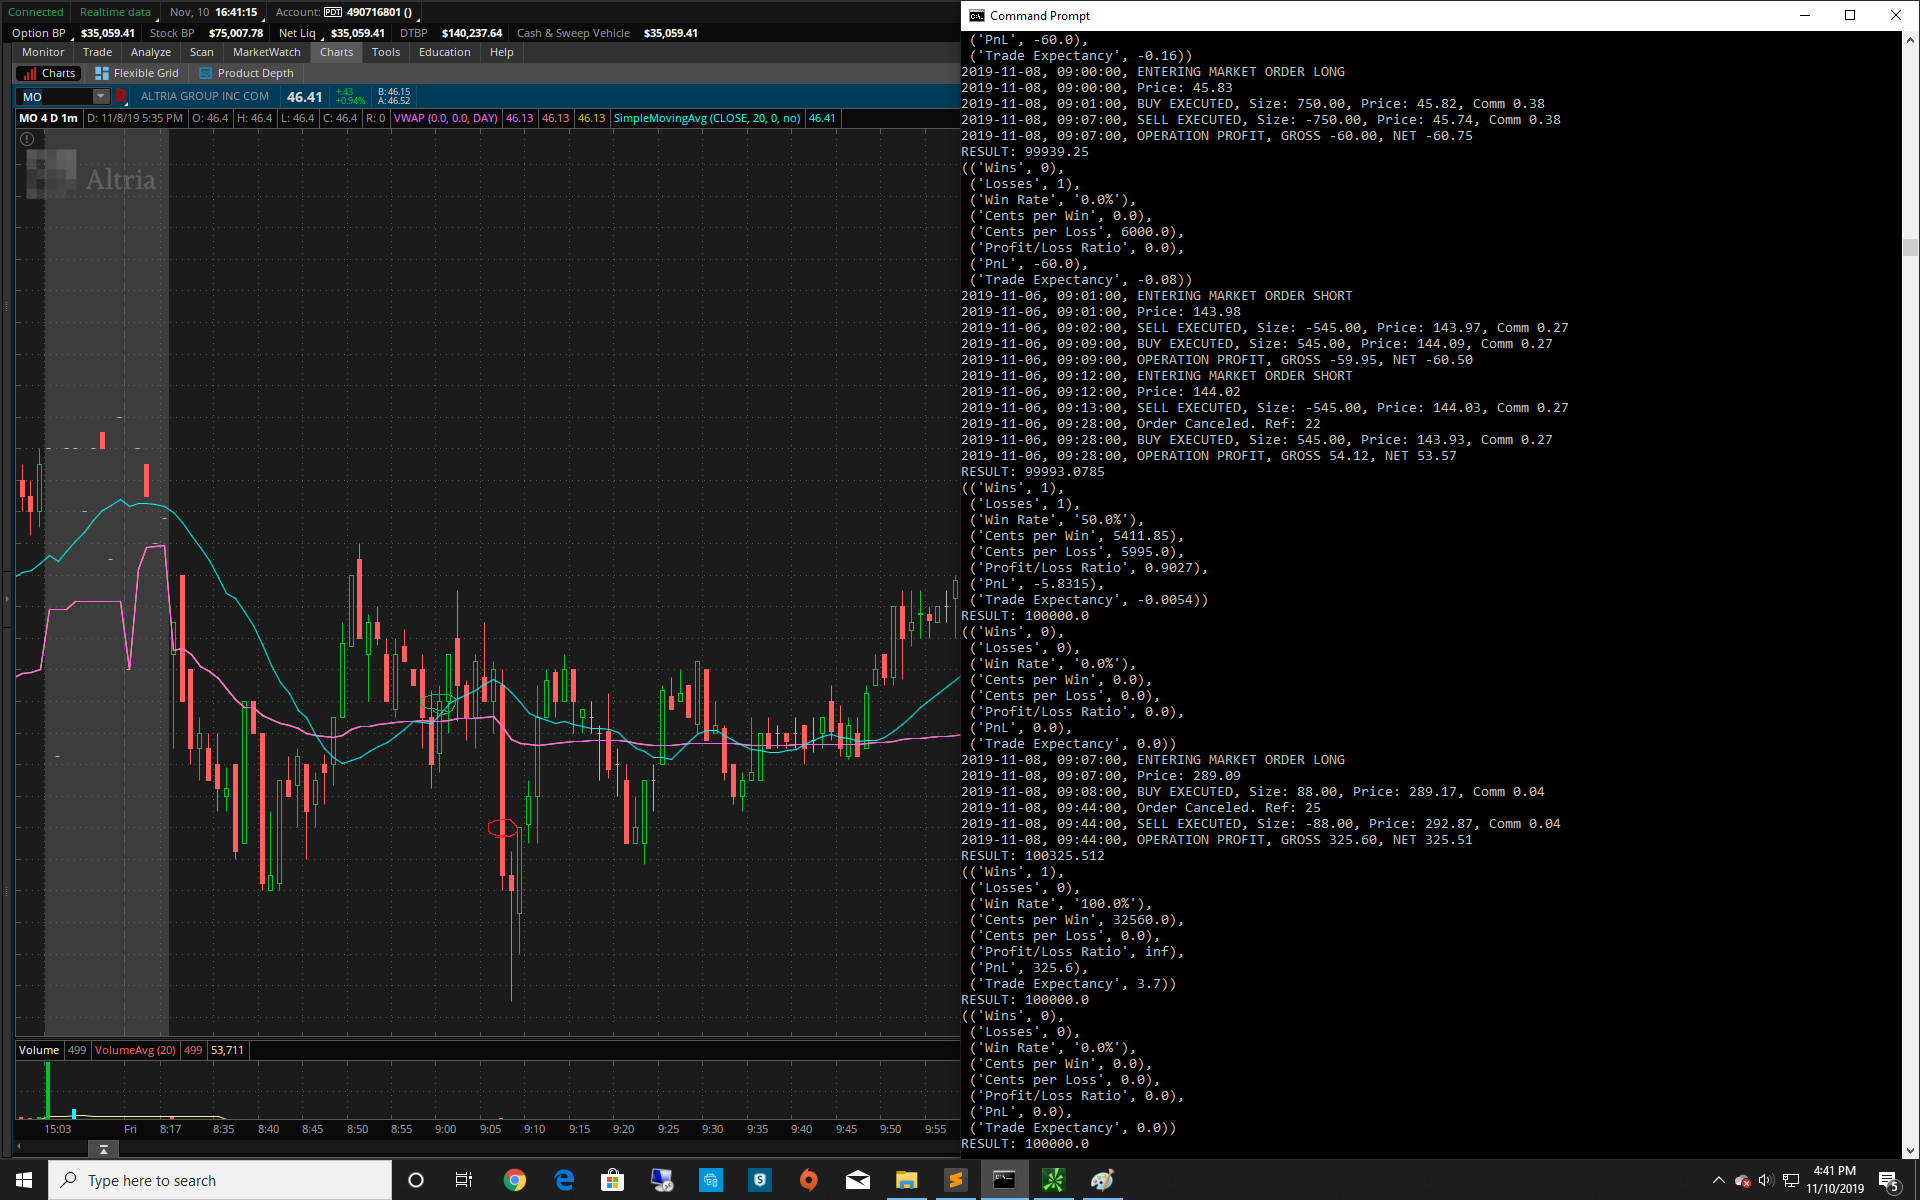 Connected Realtime data Nov, 10 16:41:15 Account: PDT 490716801 ()
Option BP $35,059.41 Stock BP $75,007.78 Net Liq $35,059.41 DTBP $140,237.64 Cash & Sweep Vehicle $35,059.41
Monitor Trade Analyze Scan MarketWatch Charts Tools Education Help
Charts Flexible Grid Product Depth
MO ALTRIA GROUP INC COM 46.41 +.43 +0.94% B: 46.15 A: 46.52
MO 4 D 1m D: 11/8/19 5:35 PM O: 46.4 H: 46.4 L: 46.4 C: 46.4 R: 0 VWAP (0.0, 0.0, DAY) 46.13 46.13 46.13 SimpleMovingAvg (CLOSE, 20, 0, no) 46.41
Altria
Volume 499 VolumeAvg (20) 499 53,711
15:03 Fri 8:17 8:35 8:40 8:45 8:50 8:55 9:00 9:05 9:10 9:15 9:20 9:25 9:30 9:35 9:40 9:45 9:50 9:55
Command Prompt
('PnL', -60.0),
('Trade Expectancy', -0.16))
2019-11-08, 09:00:00, ENTERING MARKET ORDER LONG
2019-11-08, 09:00:00, Price: 45.83
2019-11-08, 09:01:00, BUY EXECUTED, Size: 750.00, Price: 45.82, Comm 0.38
2019-11-08, 09:07:00, SELL EXECUTED, Size: -750.00, Price: 45.74, Comm 0.38
2019-11-08, 09:07:00, OPERATION PROFIT, GROSS -60.00, NET -60.75
RESULT: 99939.25
(('Wins', 0),
('Losses', 1),
('Win Rate', '0.0%'),
('Cents per Win', 0.0),
('Cents per Loss', 6000.0),
('Profit/Loss Ratio', 0.0),
('PnL', -60.0),
('Trade Expectancy', -0.08))
2019-11-06, 09:01:00, ENTERING MARKET ORDER SHORT
2019-11-06, 09:01:00, Price: 143.98
2019-11-06, 09:02:00, SELL EXECUTED, Size: -545.00, Price: 143.97, Comm 0.27
2019-11-06, 09:09:00, BUY EXECUTED, Size: 545.00, Price: 144.09, Comm 0.27
2019-11-06, 09:09:00, OPERATION PROFIT, GROSS -59.95, NET -60.50
2019-11-06, 09:12:00, ENTERING MARKET ORDER SHORT
2019-11-06, 09:12:00, Price: 144.02
2019-11-06, 09:13:00, SELL EXECUTED, Size: -545.00, Price: 144.03, Comm 0.27
2019-11-06, 09:28:00, Order Canceled. Ref: 22
2019-11-06, 09:28:00, BUY EXECUTED, Size: 545.00, Price: 143.93, Comm 0.27
2019-11-06, 09:28:00, OPERATION PROFIT, GROSS 54.12, NET 53.57
RESULT: 99993.0785
(('Wins', 1),
('Losses', 1),
('Win Rate', '50.0%'),
('Cents per Win', 5411.85),
('Cents per Loss', 5995.0),
('Profit/Loss Ratio', 0.9027),
('PnL', -5.8315),
('Trade Expectancy', -0.0054))
RESULT: 100000.0
(('Wins', 0),
('Losses', 0),
('Win Rate', '0.0%'),
('Cents per Win', 0.0),
('Cents per Loss', 0.0),
('Profit/Loss Ratio', 0.0),
('PnL', 0.0),
('Trade Expectancy', 0.0))
2019-11-08, 09:07:00, ENTERING MARKET ORDER LONG
2019-11-08, 09:07:00, Price: 289.09
2019-11-08, 09:08:00, BUY EXECUTED, Size: 88.00, Price: 289.17, Comm 0.04
2019-11-08, 09:44:00, Order Canceled. Ref: 25
2019-11-08, 09:44:00, SELL EXECUTED, Size: -88.00, Price: 292.87, Comm 0.04
2019-11-08, 09:44:00, OPERATION PROFIT, GROSS 325.60, NET 325.51
RESULT: 100325.512
(('Wins', 1),
('Losses', 0),
('Win Rate', '100.0%'),
('Cents per Win', 32560.0),
('Cents per Loss', 0.0),
('Profit/Loss Ratio', inf),
('PnL', 325.6),
('Trade Expectancy', 3.7))
RESULT: 100000.0
(('Wins', 0),
('Losses', 0),
('Win Rate', '0.0%'),
('Cents per Win', 0.0),
('Cents per Loss', 0.0),
('Profit/Loss Ratio', 0.0),
('PnL', 0.0),
('Trade Expectancy', 0.0))
RESULT: 100000.0
Type here to search
4:41 PM
11/10/2019
5